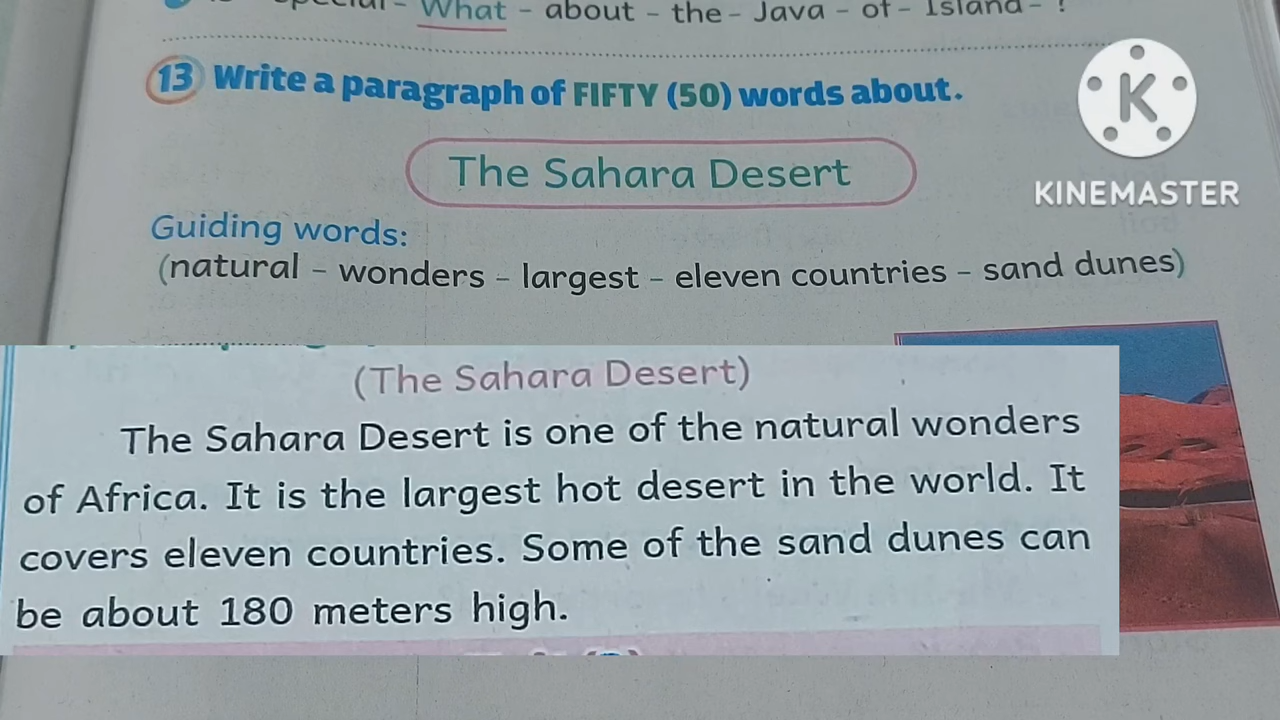 special - What - about - the - Java - of - Island - ?
13 Write a paragraph of FIFTY (50) words about.
K
KINEMASTER
The Sahara Desert
Guiding words:
(natural - wonders - largest - eleven countries - sand dunes)
(The Sahara Desert)
The Sahara Desert is one of the natural wonders
of Africa. It is the largest hot desert in the world. It
covers eleven countries. Some of the sand dunes can
be about 180 meters high.